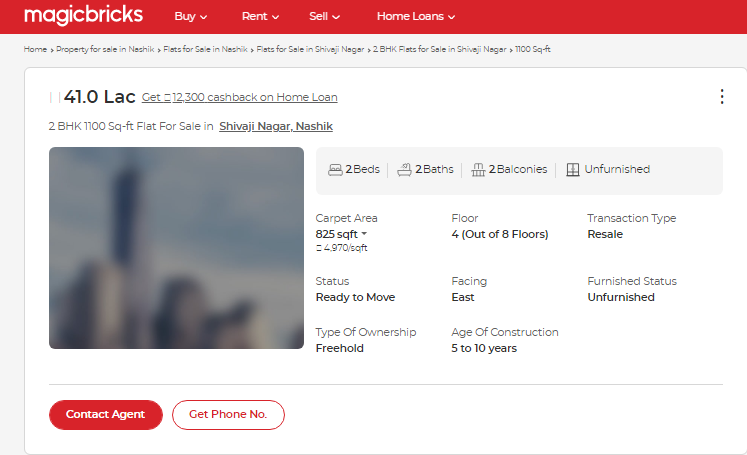 magicbricks Buy Rent Sell Home Loans
Home > Property for sale in Nashik > Flats for Sale in Nashik > Flats for Sale in Shivaji Nagar > 2 BHK Flats for Sale in Shivaji Nagar > 1100 Sq-ft
41.0 Lac Get 12,300 cashback on Home Loan
2 BHK 1100 Sq-ft Flat For Sale in Shivaji Nagar, Nashik
2 Beds 2 Baths 2 Balconies Unfurnished
Carpet Area Floor Transaction Type
825 sqft 4 (Out of 8 Floors) Resale
4,970/sqft
Status Facing Furnished Status
Ready to Move East Unfurnished
Type Of Ownership Age Of Construction
Freehold 5 to 10 years
Contact Agent Get Phone No.